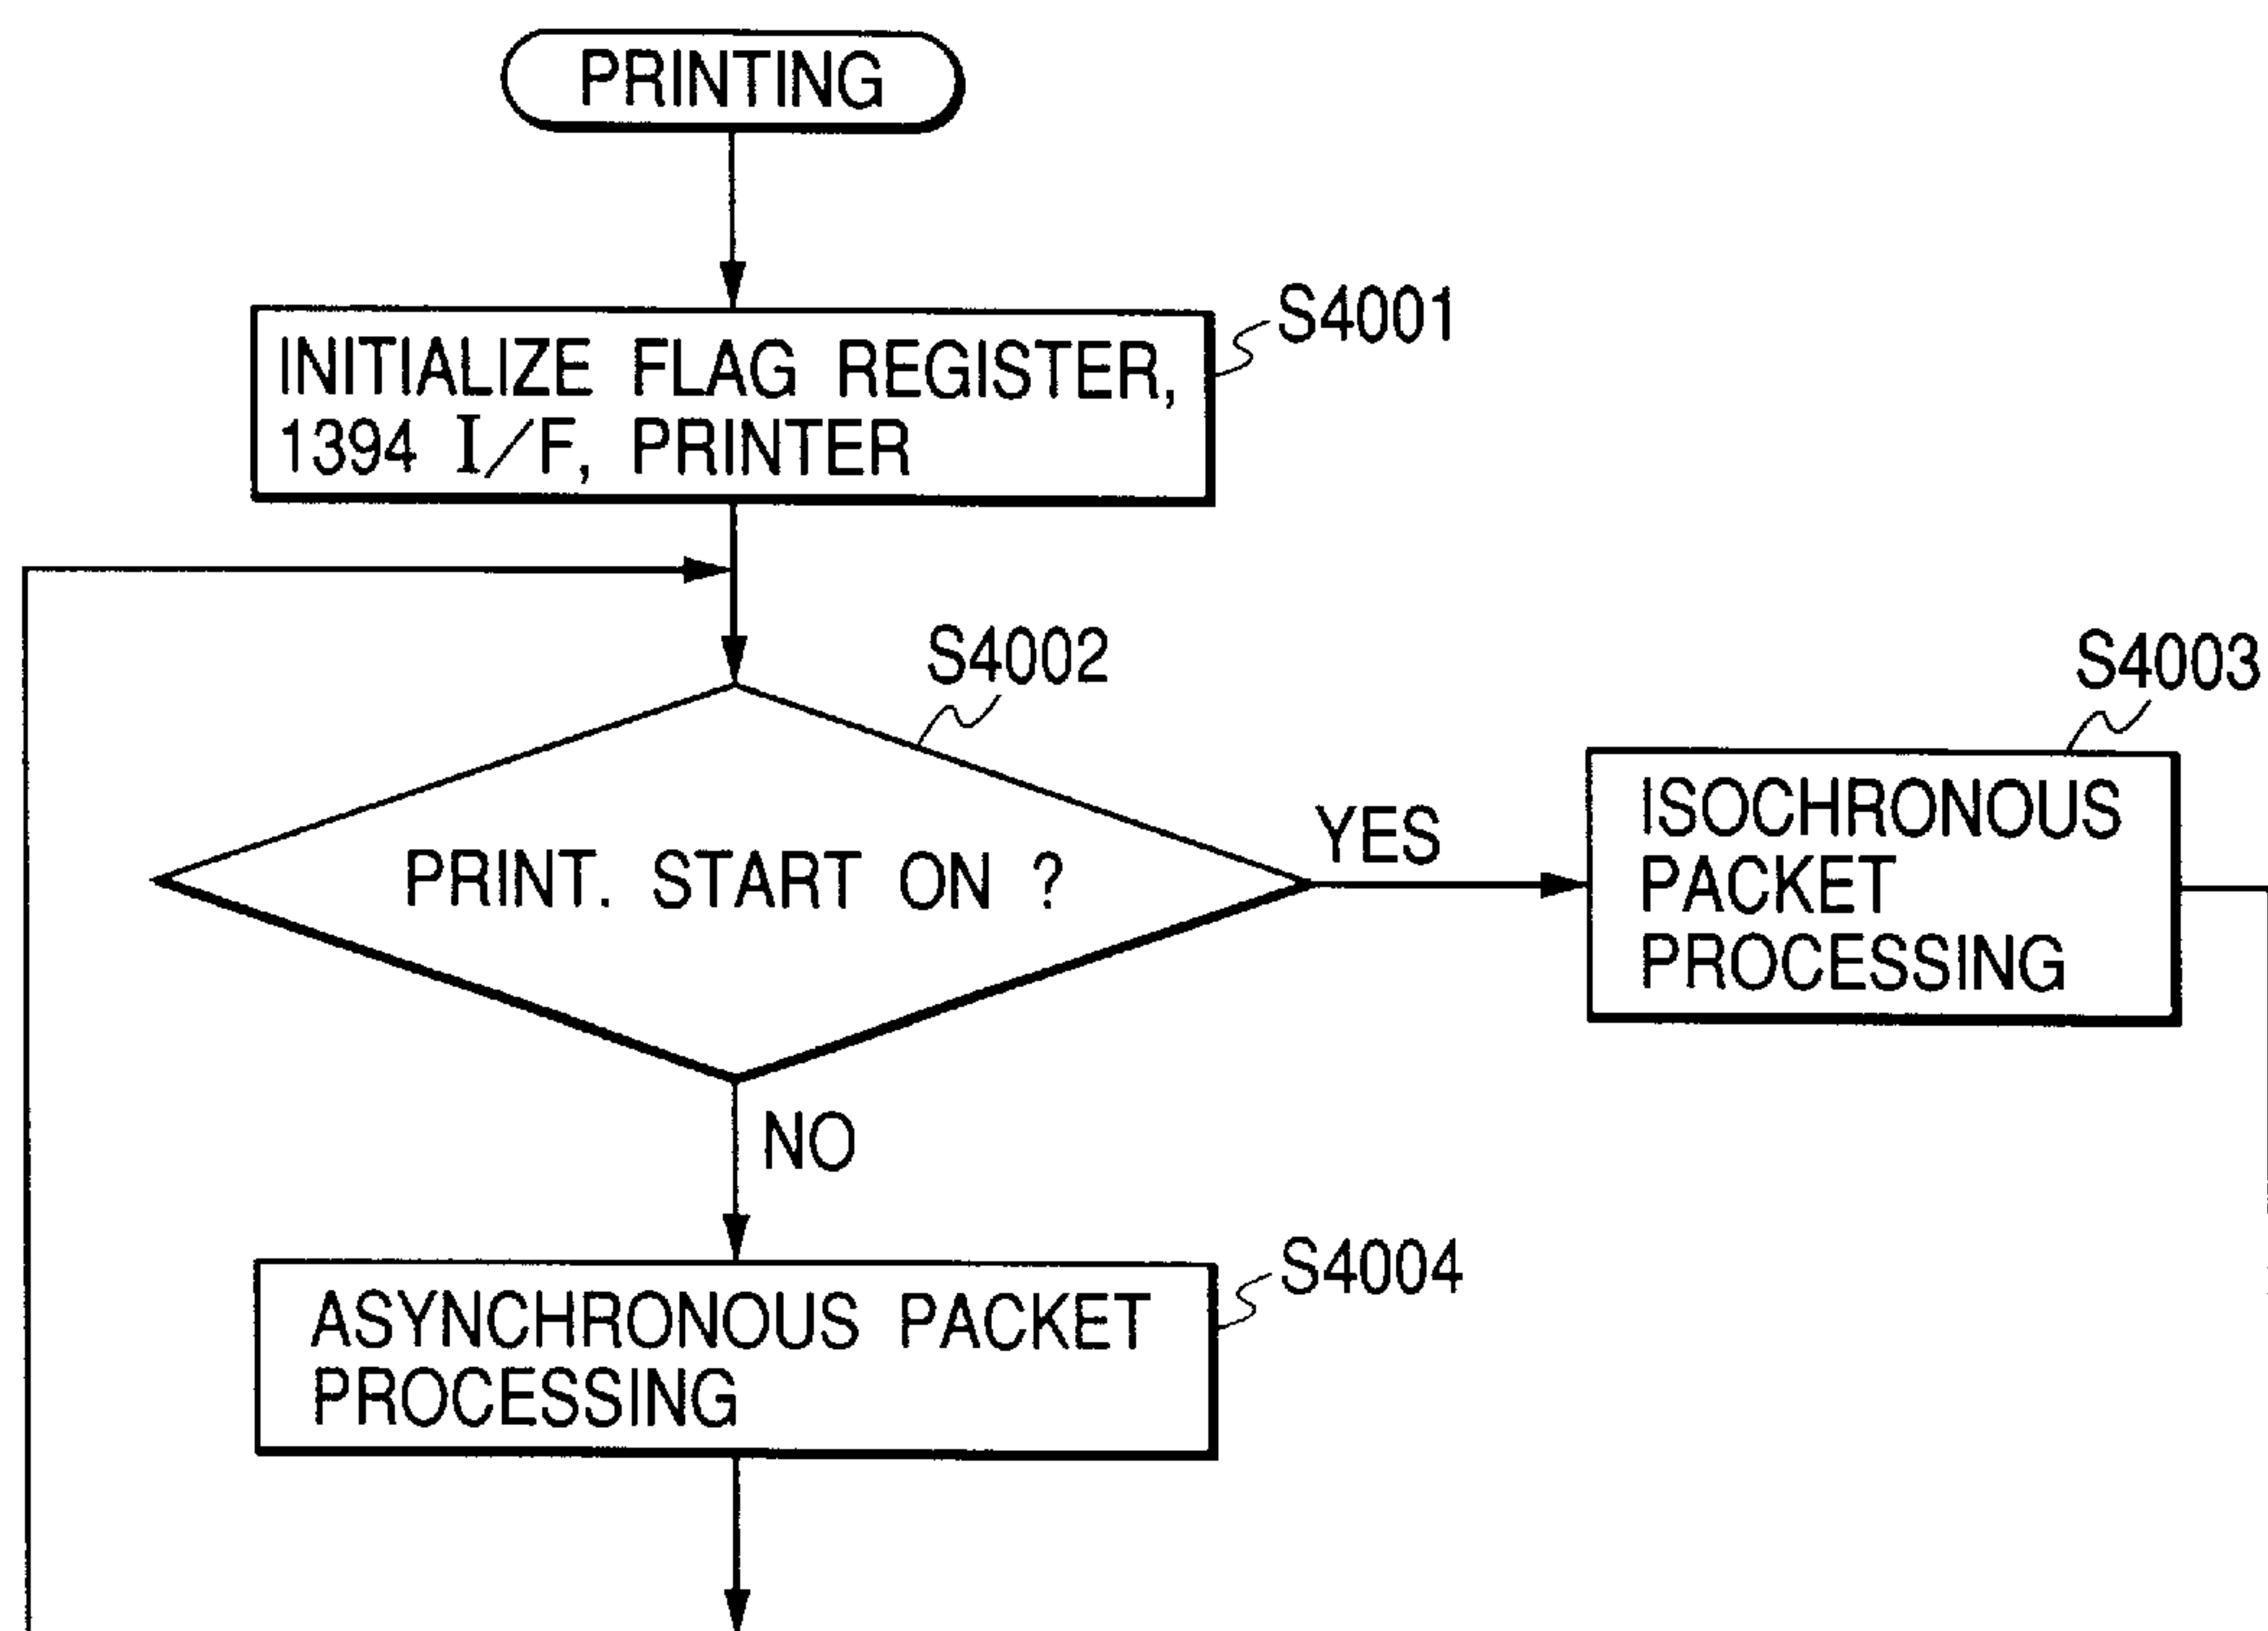 PRINTING
S4001
INITIALIZE FLAG REGISTER,
1394 I/F, PRINTER
S4002
S4003
PRINT. START ON ?
YES
ISOCHRONOUS
PACKET
PROCESSING
NO
S4004
ASYNCHRONOUS PACKET
PROCESSING